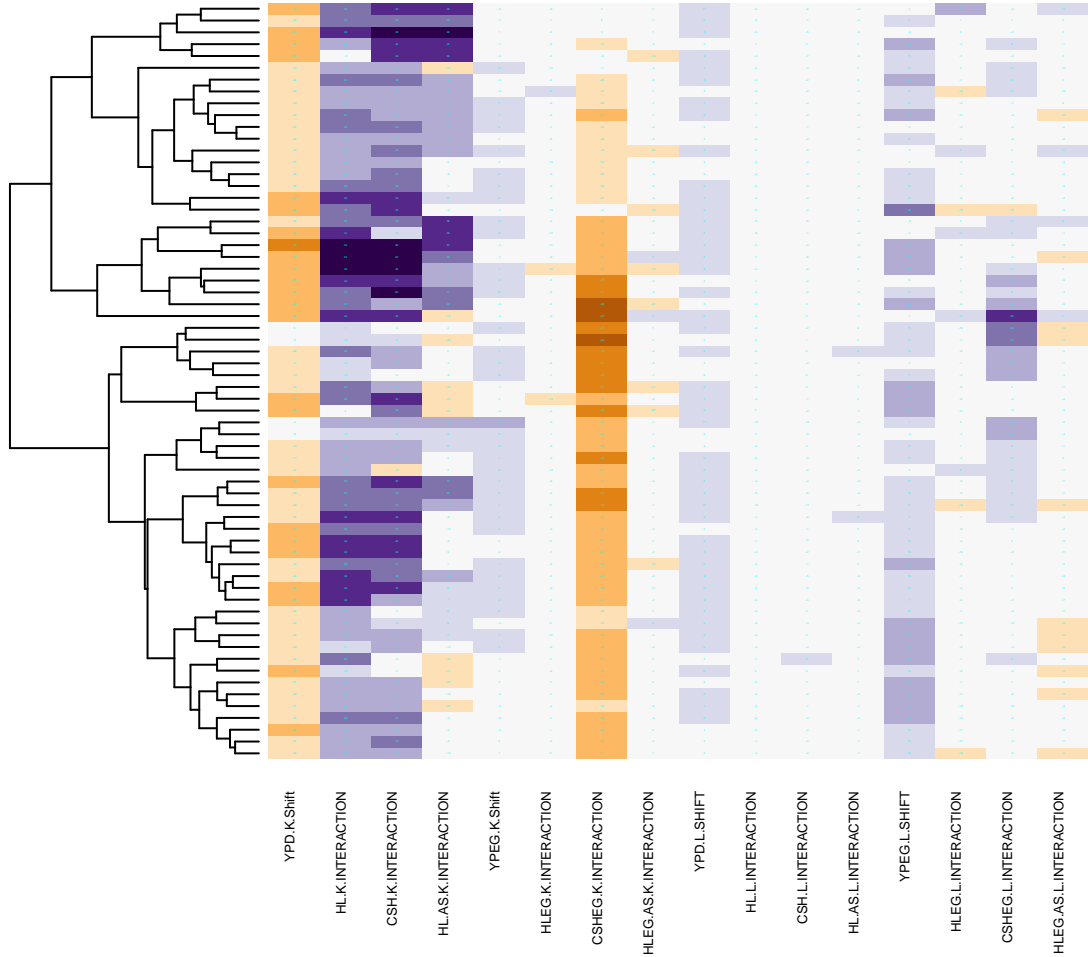 YPD.K.Shift
HL.K.INTERACTION
CSH.K.INTERACTION
HL.AS.K.INTERACTION
YPEG.K.Shift
HLEG.K.INTERACTION
CSHEG.K.INTERACTION
HLEG.AS.K.INTERACTION
YPD.L.SHIFT
HL.L.INTERACTION
CSH.L.INTERACTION
HL.AS.L.INTERACTION
YPEG.L.SHIFT
HLEG.L.INTERACTION
CSHEG.L.INTERACTION
HLEG.AS.L.INTERACTION